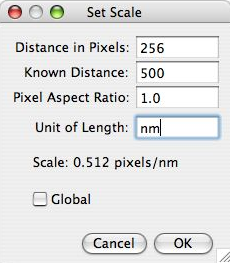 Set Scale
Distance in Pixels: 256
Known Distance: 500
Pixel Aspect Ratio: 1.0
Unit of Length: nm
Scale: 0.512 pixels/nm
Global
Cancel OK